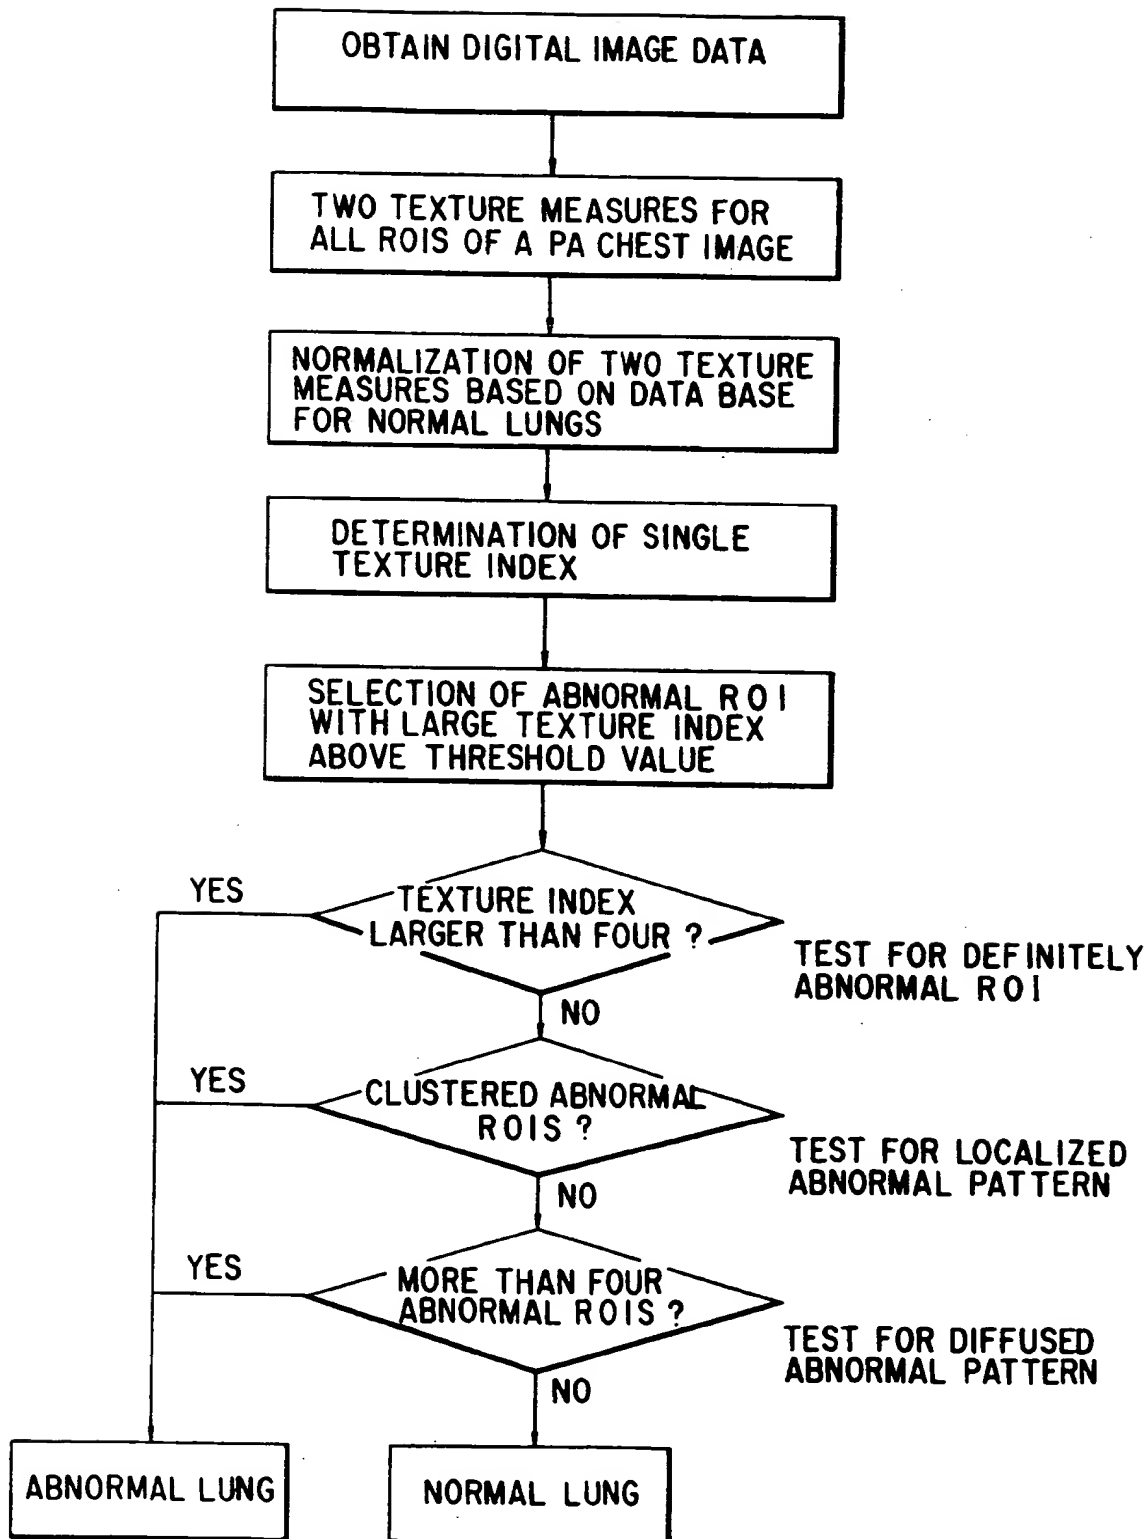 OBTAIN DIGITAL IMAGE DATA
TWO TEXTURE MEASURES FOR
ALL ROIS OF A PA CHEST IMAGE
NORMALIZATION OF TWO TEXTURE
MEASURES BASED ON DATA BASE
FOR NORMAL LUNGS
DETERMINATION OF SINGLE
TEXTURE INDEX
SELECTION OF ABNORMAL ROI
WITH LARGE TEXTURE INDEX
ABOVE THRESHOLD VALUE
YES
TEXTURE INDEX
LARGER THAN FOUR ?
TEST FOR DEFINITELY
ABNORMAL ROI
NO
YES
CLUSTERED ABNORMAL
ROIS ?
TEST FOR LOCALIZED
ABNORMAL PATTERN
NO
YES
MORE THAN FOUR
ABNORMAL ROIS ?
TEST FOR DIFFUSED
ABNORMAL PATTERN
NO
ABNORMAL LUNG
NORMAL LUNG